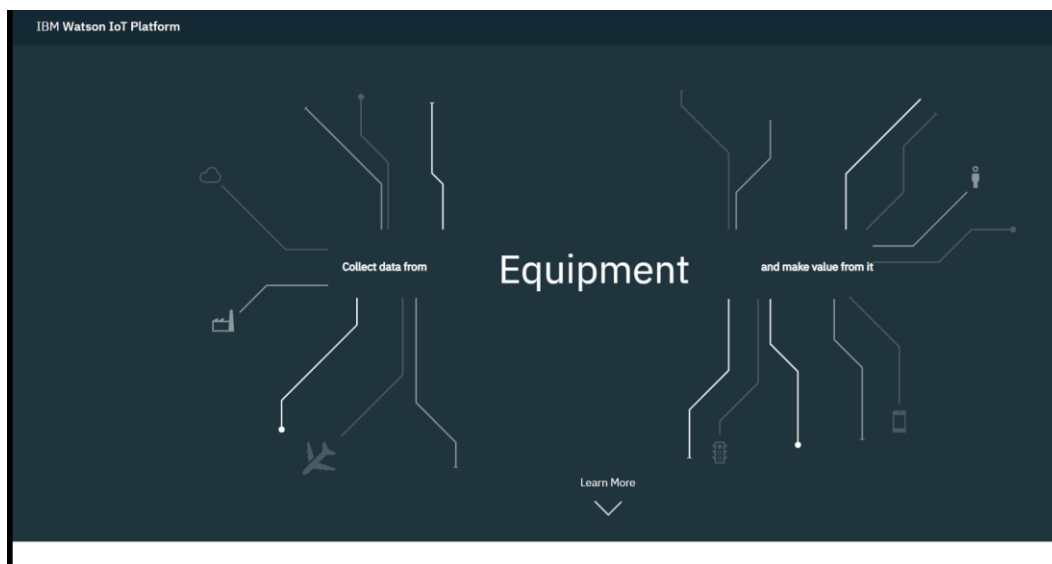 IBM Watson IoT Platform
Collect data from
Equipment
and make value from it
Learn More